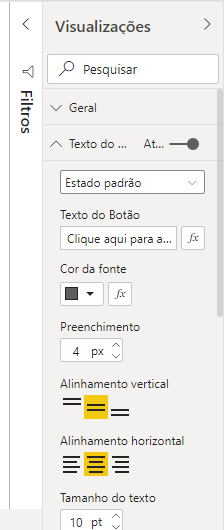 Visualizações
Filtros
Pesquisar
Geral
Texto do ... At...
Estado padrão
Texto do Botão
Clique aqui para a... fx
Cor da fonte
fx
Preenchimento
4 px
Alinhamento vertical
Alinhamento horizontal
Tamanho do texto
10 pt